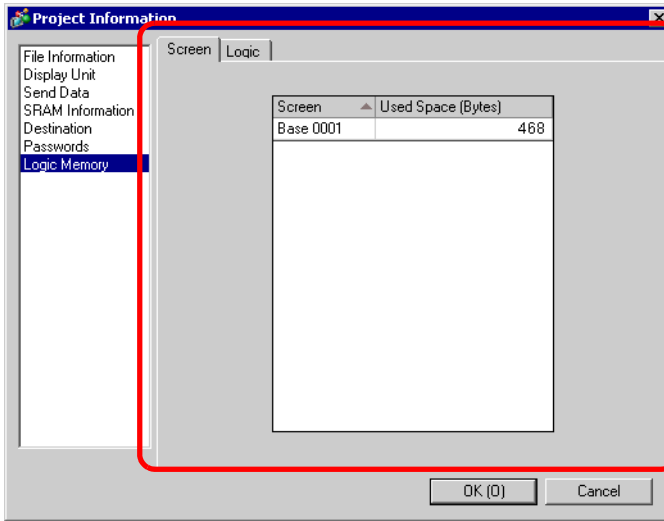 Project Information
File Information
Display Unit
Send Data
SRAM Information
Destination
Passwords
Logic Memory
Screen Logic
Screen Used Space (Bytes)
Base 0001 468
OK (O) Cancel